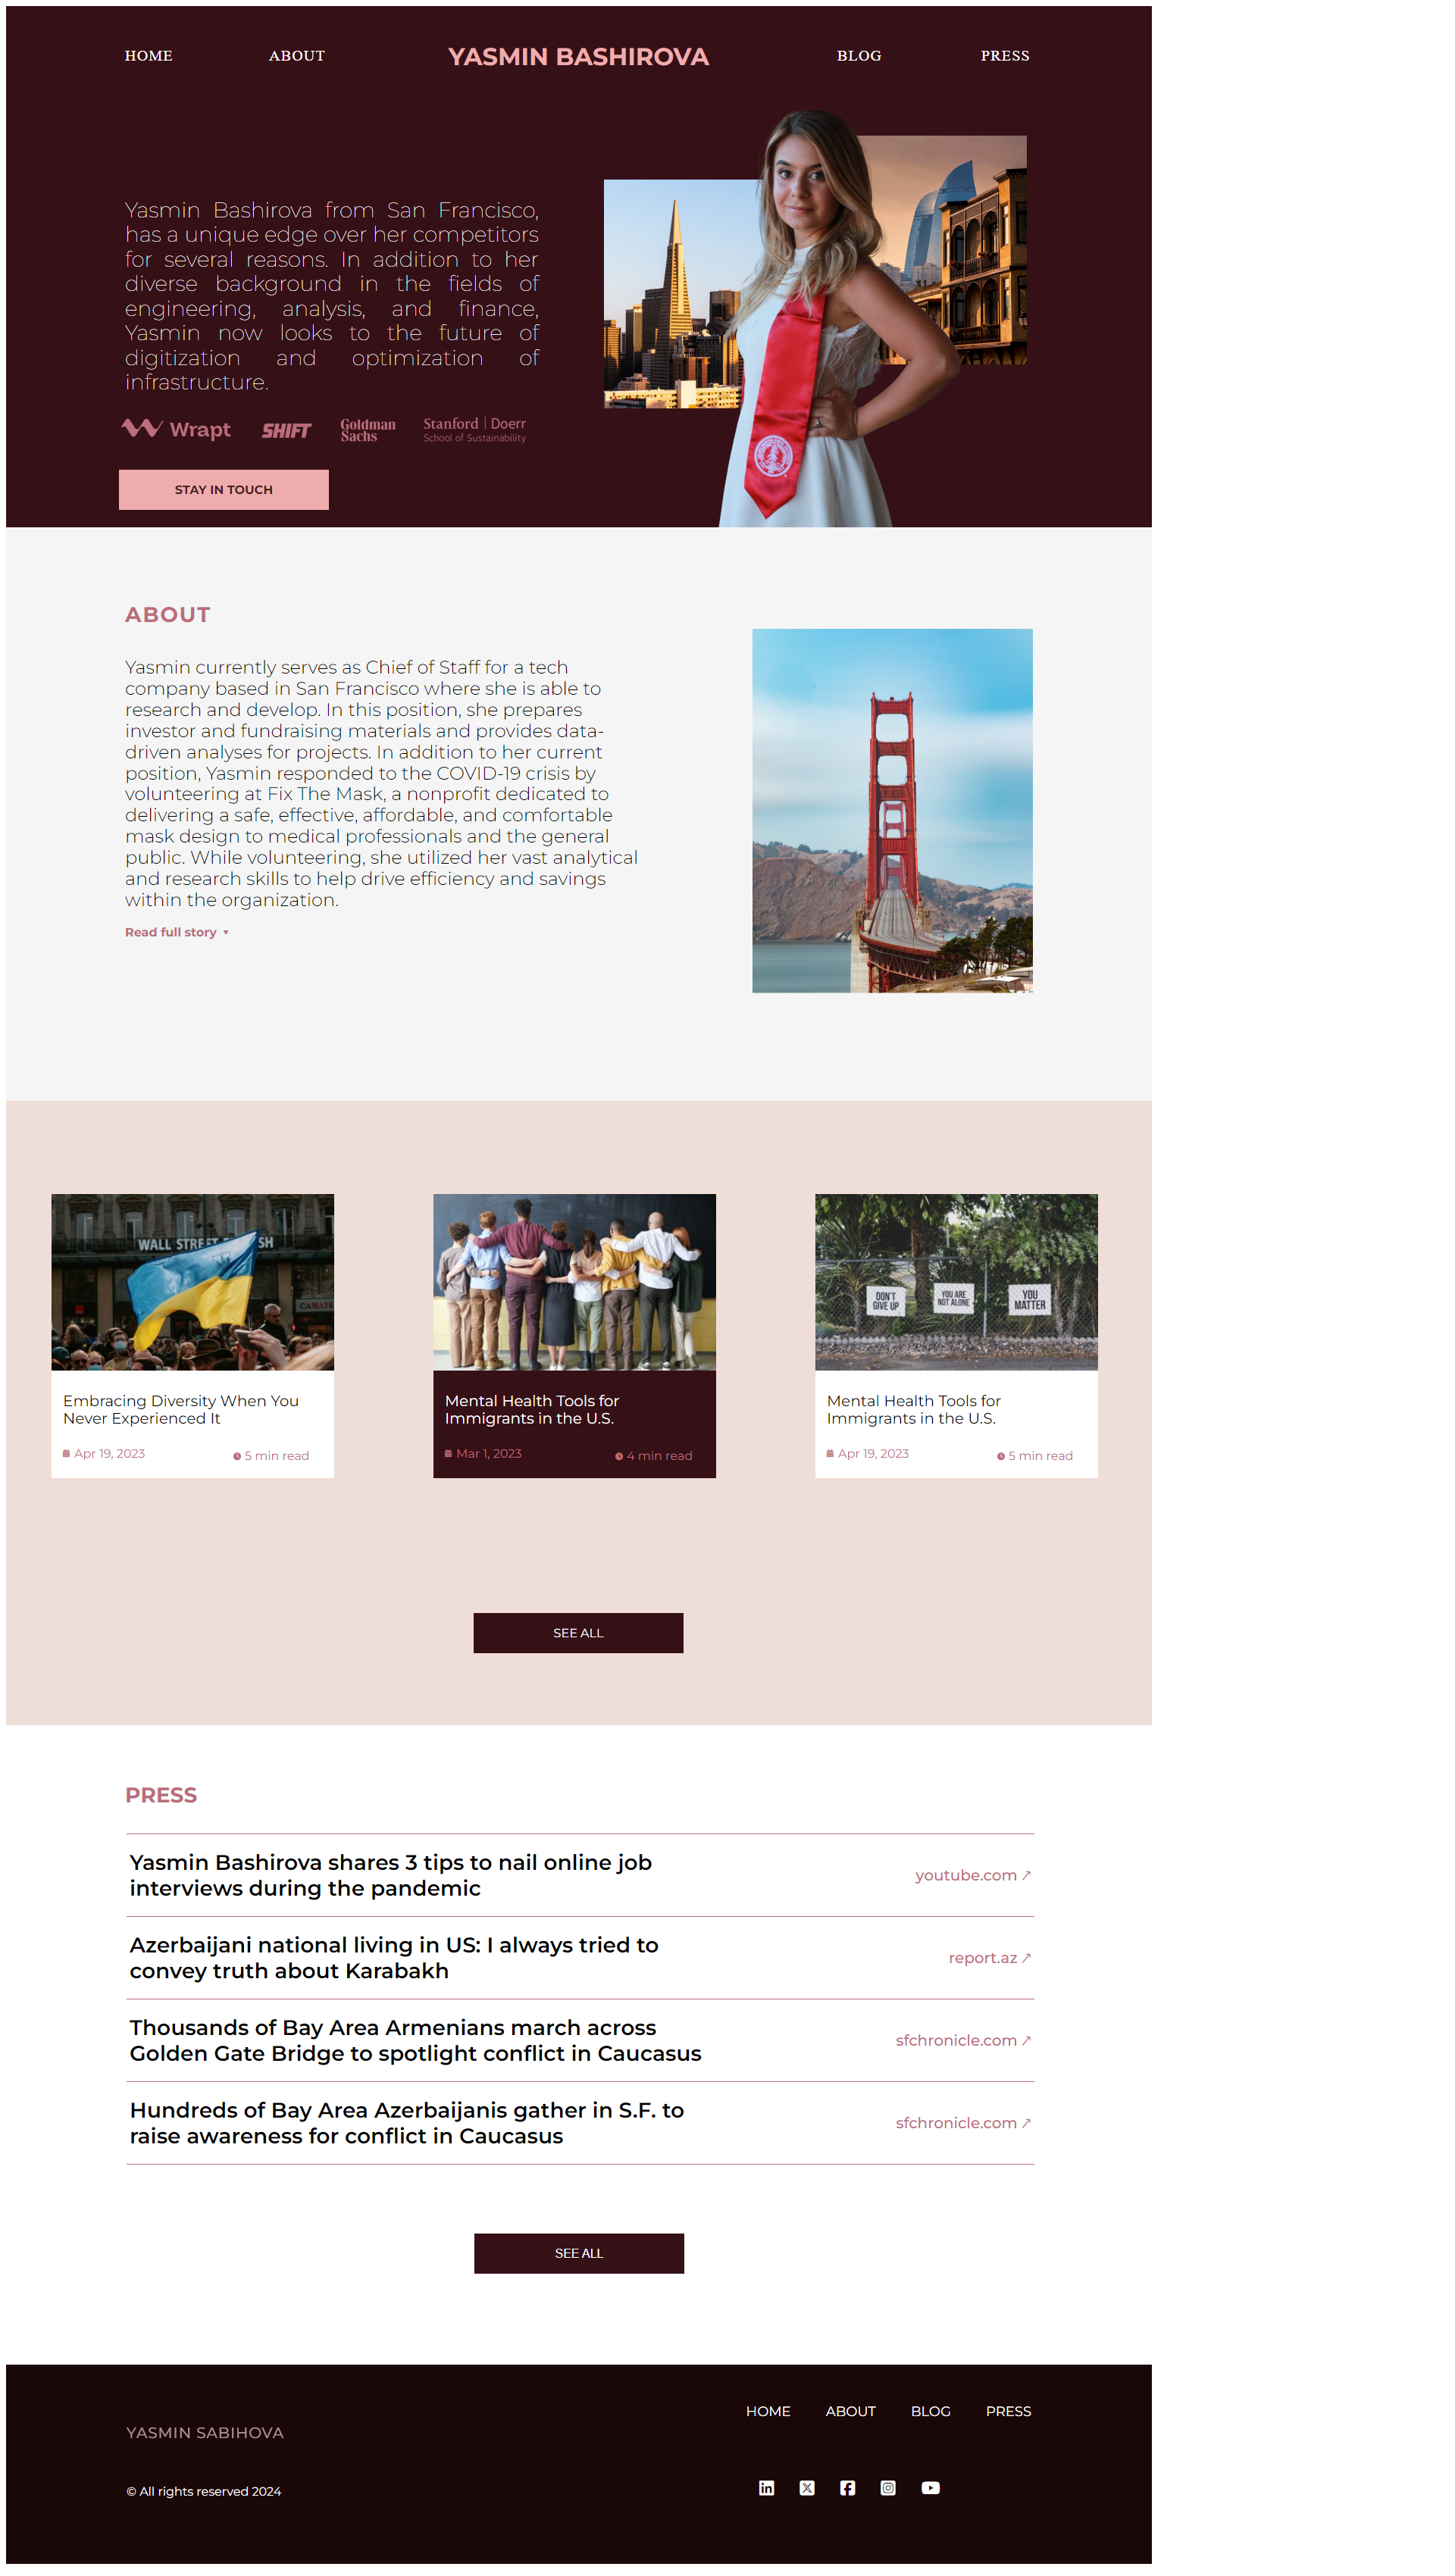 HOME ABOUT YASMIN BASHIROVA BLOG PRESS
Yasmin Bashirova from San Francisco,
has a unique edge over her competitors
for several reasons. In addition to her
diverse background in the fields of
engineering, analysis, and finance,
Yasmin now looks to the future of
digitization and optimization of
infrastructure.
Wrapt SHIFT Goldman Sachs Stanford | Doerr
School of Sustainability
STAY IN TOUCH
ABOUT
Yasmin currently serves as Chief of Staff for a tech
company based in San Francisco where she is able to
research and develop. In this position, she prepares
investor and fundraising materials and provides data-
driven analyses for projects. In addition to her current
position, Yasmin responded to the COVID-19 crisis by
volunteering at Fix The Mask, a nonprofit dedicated to
delivering a safe, effective, affordable, and comfortable
mask design to medical professionals and the general
public. While volunteering, she utilized her vast analytical
and research skills to help drive efficiency and savings
within the organization.
Read full story
WALL STREET ENGLISH
Embracing Diversity When You
Never Experienced It
Apr 19, 2023 5 min read
Mental Health Tools for
Immigrants in the U.S.
Mar 1, 2023 4 min read
DON'T
GIVE UP
YOU ARE
NOT ALONE
YOU
MATTER
Mental Health Tools for
Immigrants in the U.S.
Apr 19, 2023 5 min read
SEE ALL
PRESS
Yasmin Bashirova shares 3 tips to nail online job
interviews during the pandemic
youtube.com ↗
Azerbaijani national living in US: I always tried to
convey truth about Karabakh
report.az ↗
Thousands of Bay Area Armenians march across
Golden Gate Bridge to spotlight conflict in Caucasus
sfchronicle.com ↗
Hundreds of Bay Area Azerbaijanis gather in S.F. to
raise awareness for conflict in Caucasus
sfchronicle.com ↗
SEE ALL
HOME ABOUT BLOG PRESS
YASMIN SABIHOVA
© All rights reserved 2024